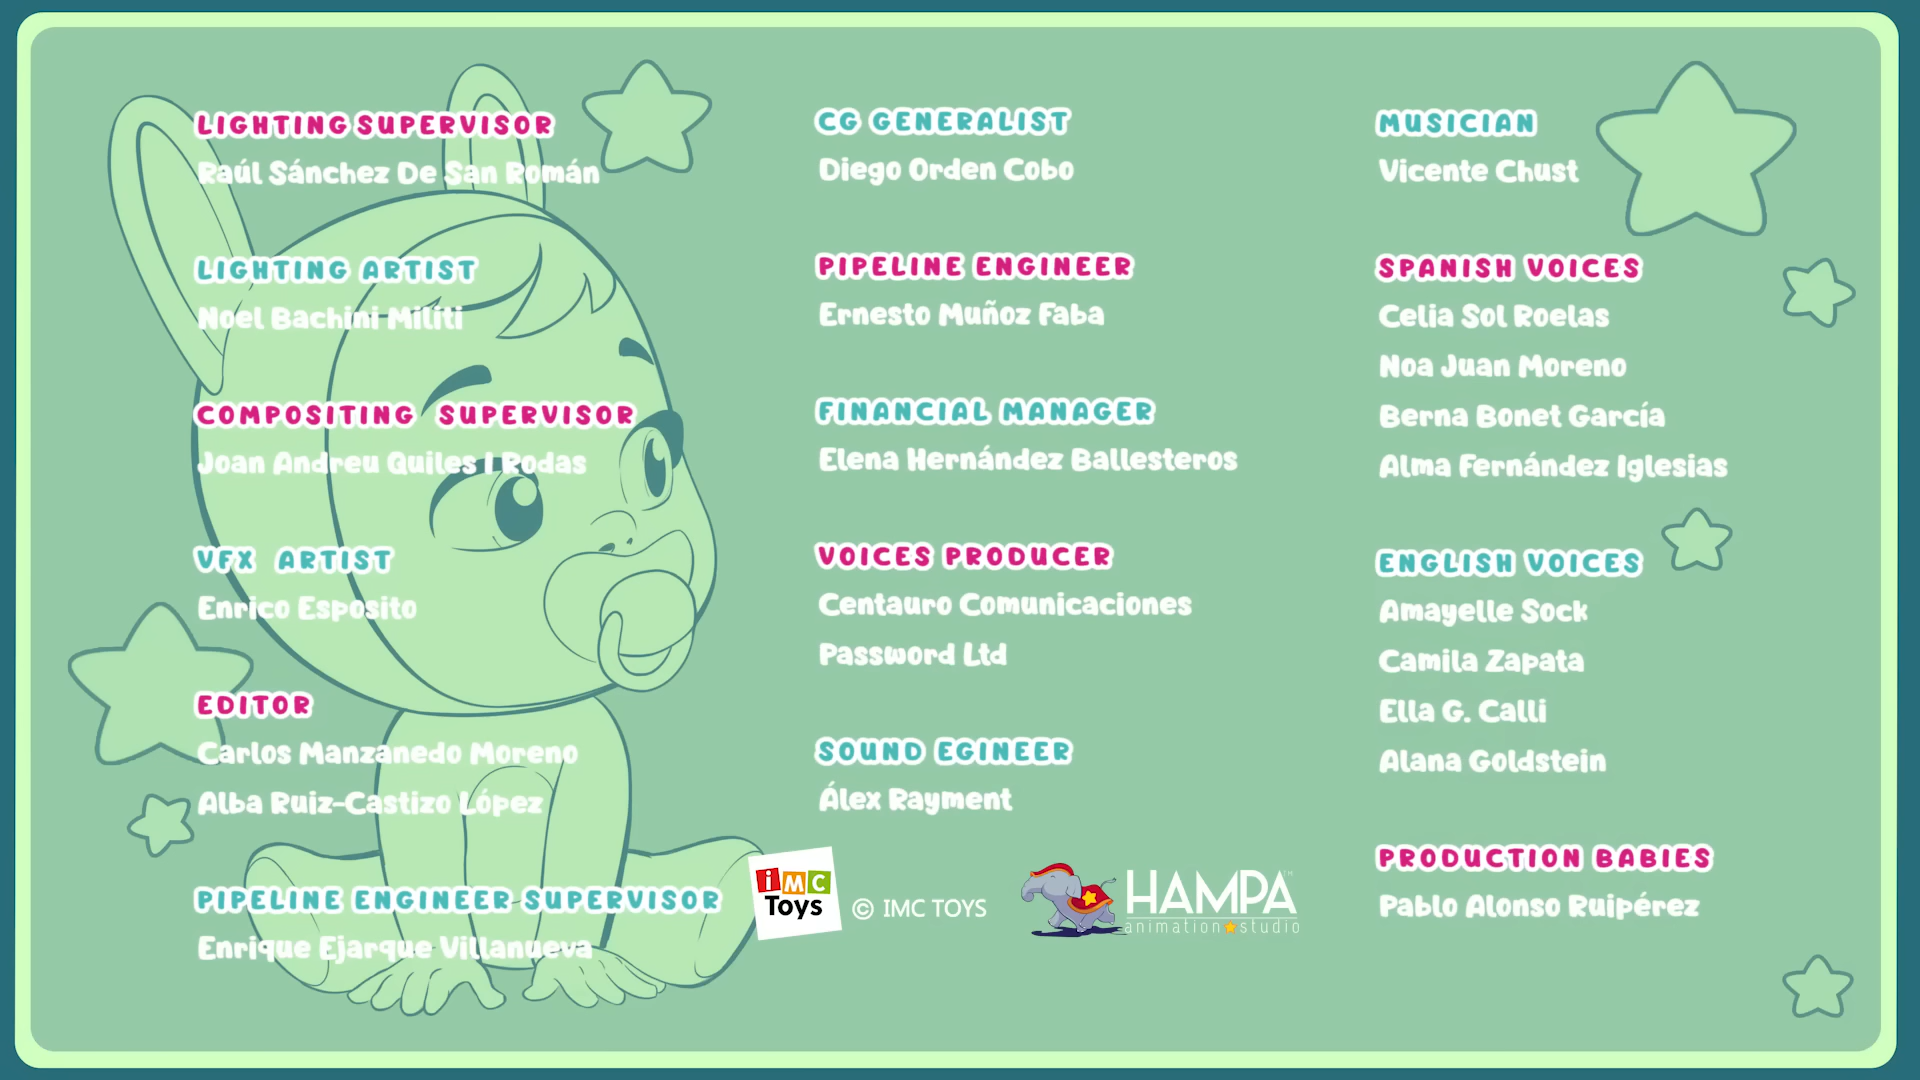 LIGHTING SUPERVISOR
Raúl Sánchez De San Román
LIGHTING ARTIST
Noel Bachini Militi
COMPOSITING SUPERVISOR
Joan Andreu Quiles I Rodas
VFX ARTIST
Enrico Esposito
EDITOR
Carlos Manzanedo Moreno
Alba Ruiz-Castizo López
PIPELINE ENGINEER SUPERVISOR
Enrique Ejarque Villanueva
CG GENERALIST
Diego Orden Cobo
PIPELINE ENGINEER
Ernesto Muñoz Faba
FINANCIAL MANAGER
Elena Hernández Ballesteros
VOICES PRODUCER
Centauro Comunicaciones
Password Ltd
SOUND EGINEER
Álex Rayment
iMC
Toys
© IMC TOYS
HAMPA™
animation studio
MUSICIAN
Vicente Chust
SPANISH VOICES
Celia Sol Roelas
Noa Juan Moreno
Berna Bonet García
Alma Fernández Iglesias
ENGLISH VOICES
Amayelle Sock
Camila Zapata
Ella G. Calli
Alana Goldstein
PRODUCTION BABIES
Pablo Alonso Ruipérez